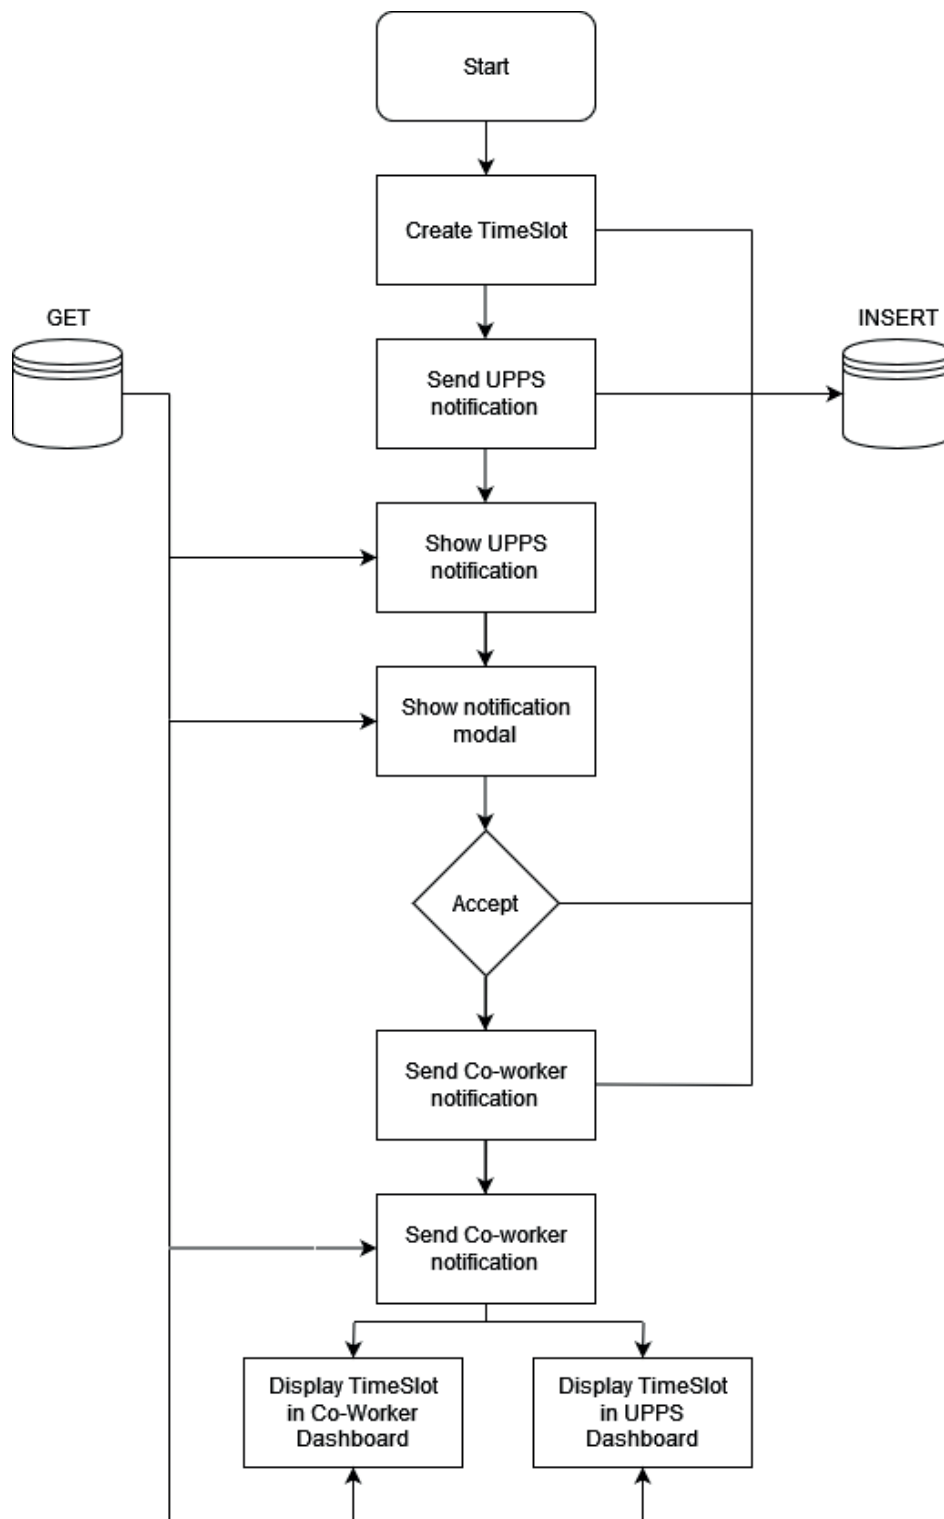 Start
Create TimeSlot
GET
INSERT
Send UPPS
notification
Show UPPS
notification
Show notification
modal
Accept
Send Co-worker
notification
Send Co-worker
notification
Display TimeSlot
in Co-Worker
Dashboard
Display TimeSlot
in UPPS
Dashboard